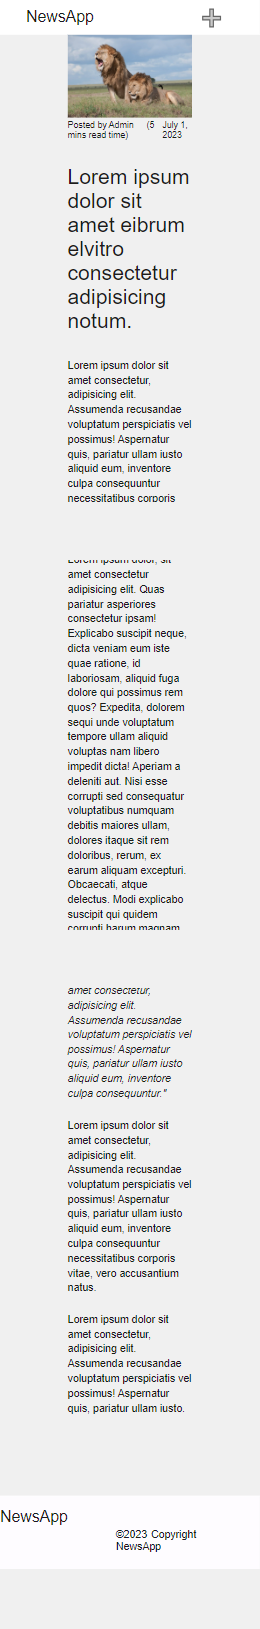 NewsApp
Posted by Admin (5 mins read time) July 1, 2023
Lorem ipsum
dolor sit
amet eibrum
elvitro
consectetur
adipisicing
notum.
Lorem ipsum dolor sit
amet consectetur,
adipisicing elit.
Assumenda recusandae
voluptatum perspiciatis vel
possimus! Aspernatur
quis, pariatur ullam iusto
aliquid eum, inventore
culpa consequuntur
necessitatibus corporis
Lorem ipsum dolor, sit
amet consectetur
adipisicing elit. Quas
pariatur asperiores
consectetur ipsam!
Explicabo suscipit neque,
dicta veniam eum iste
quae ratione, id
laboriosam, aliquid fuga
dolore qui possimus rem
quos? Expedita, dolorem
sequi unde voluptatum
tempore ullam aliquid
voluptas nam libero
impedit dicta! Aperiam a
deleniti aut. Nisi esse
corrupti sed consequatur
voluptatibus numquam
debitis maiores ullam,
dolores itaque sit rem
doloribus, rerum, ex
earum aliquam excepturi.
Obcaecati, atque
delectus. Modi explicabo
suscipit qui quidem
corrupti harum magnam
amet consectetur,
adipisicing elit.
Assumenda recusandae
voluptatum perspiciatis vel
possimus! Aspernatur
quis, pariatur ullam iusto
aliquid eum, inventore
culpa consequuntur."
Lorem ipsum dolor sit
amet consectetur,
adipisicing elit.
Assumenda recusandae
voluptatum perspiciatis vel
possimus! Aspernatur
quis, pariatur ullam iusto
aliquid eum, inventore
culpa consequuntur
necessitatibus corporis
vitae, vero accusantium
natus.
Lorem ipsum dolor sit
amet consectetur,
adipisicing elit.
Assumenda recusandae
voluptatum perspiciatis vel
possimus! Aspernatur
quis, pariatur ullam iusto.
NewsApp
©2023 Copyright
NewsApp